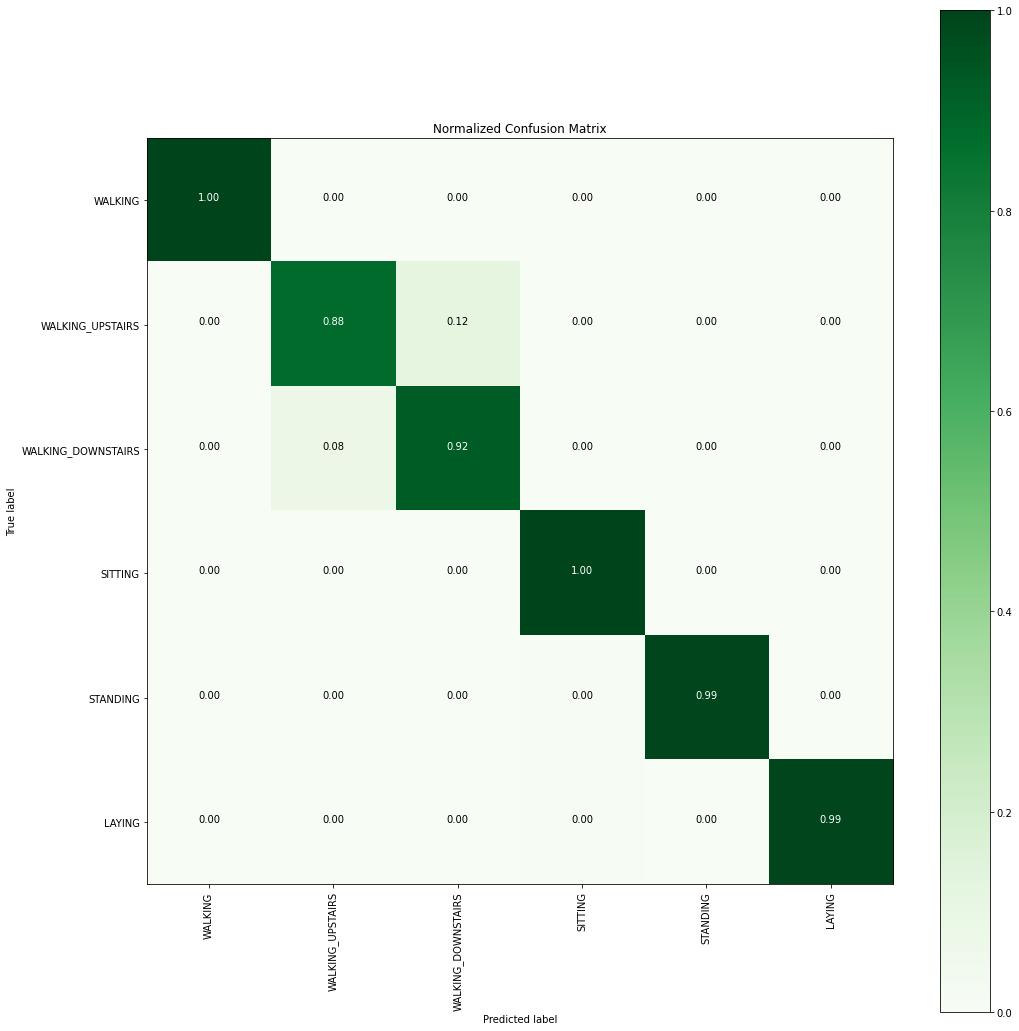 Normalized Confusion Matrix
True label
WALKING 1.00 0.00 0.00 0.00 0.00 0.00
WALKING_UPSTAIRS 0.00 0.88 0.12 0.00 0.00 0.00
WALKING_DOWNSTAIRS 0.00 0.08 0.92 0.00 0.00 0.00
SITTING 0.00 0.00 0.00 1.00 0.00 0.00
STANDING 0.00 0.00 0.00 0.00 0.99 0.00
LAYING 0.00 0.00 0.00 0.00 0.00 0.99
WALKING
WALKING_UPSTAIRS
WALKING_DOWNSTAIRS
SITTING
STANDING
LAYING
Predicted label
1.0
0.8
0.6
0.4
0.2
0.0